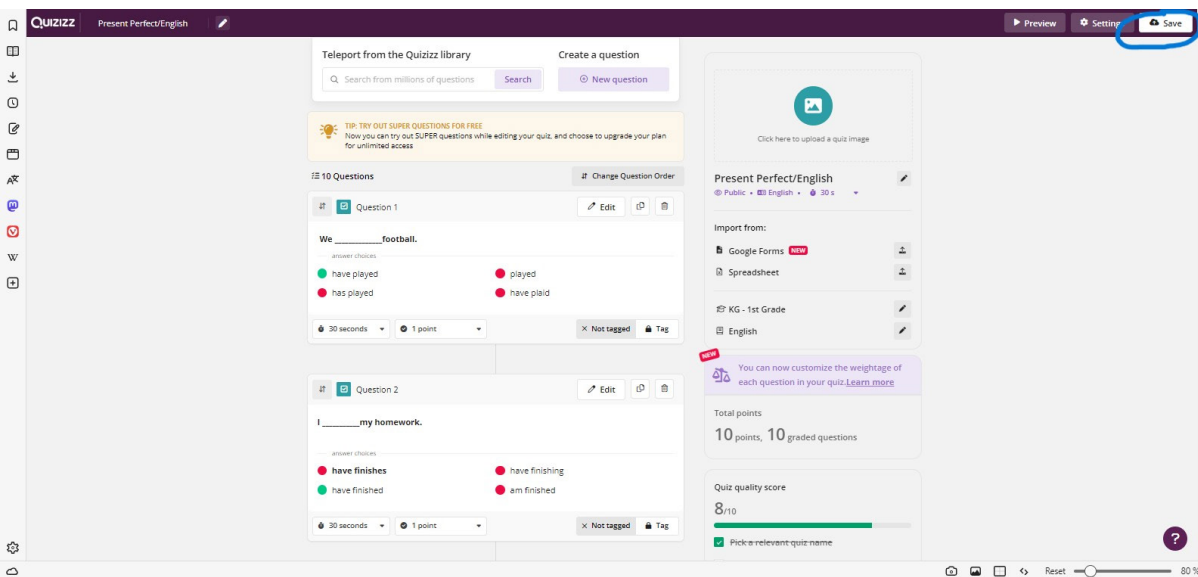 Quizizz
Present Perfect/English
Preview
Setting
Save
Teleport from the Quizizz library
Create a question
Search from millions of questions
Search
New question
TIP: TRY OUT SUPER QUESTIONS FOR FREE
Now you can try out SUPER questions while editing your quiz, and choose to upgrade your plan
for unlimited access
10 Questions
Change Question Order
Question 1
Edit
We ____________football.
answer choices
have played
played
has played
have plaid
30 seconds
1 point
× Not tagged
Tag
Question 2
Edit
I _________my homework.
answer choices
have finishes
have finishing
have finished
am finished
30 seconds
1 point
× Not tagged
Tag
Click here to upload a quiz image
Present Perfect/English
Public • English • 30 s
Import from:
Google Forms NEW
Spreadsheet
KG - 1st Grade
English
NEW
You can now customize the weightage of
each question in your quiz.Learn more
Total points
10 points, 10 graded questions
Quiz quality score
8/10
Pick a relevant quiz name
?
Reset
80 %